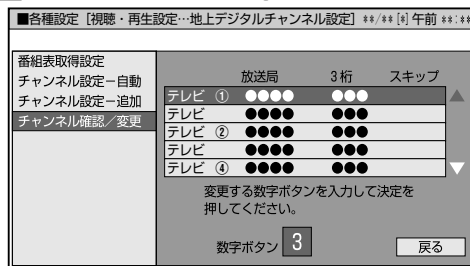 ■各種設定［視聴・再生設定…地上デジタルチャンネル設定］ **/** [*] 午前 **:**
番組表取得設定
チャンネル設定－自動
チャンネル設定－追加
チャンネル確認／変更
放送局 3桁 スキップ
テレビ ① ●●●● ●●●
テレビ ●●●● ●●●
テレビ ② ●●●● ●●●
テレビ ●●●● ●●●
テレビ ④ ●●●● ●●●
変更する数字ボタンを入力して決定を
押してください。
数字ボタン 3
戻る